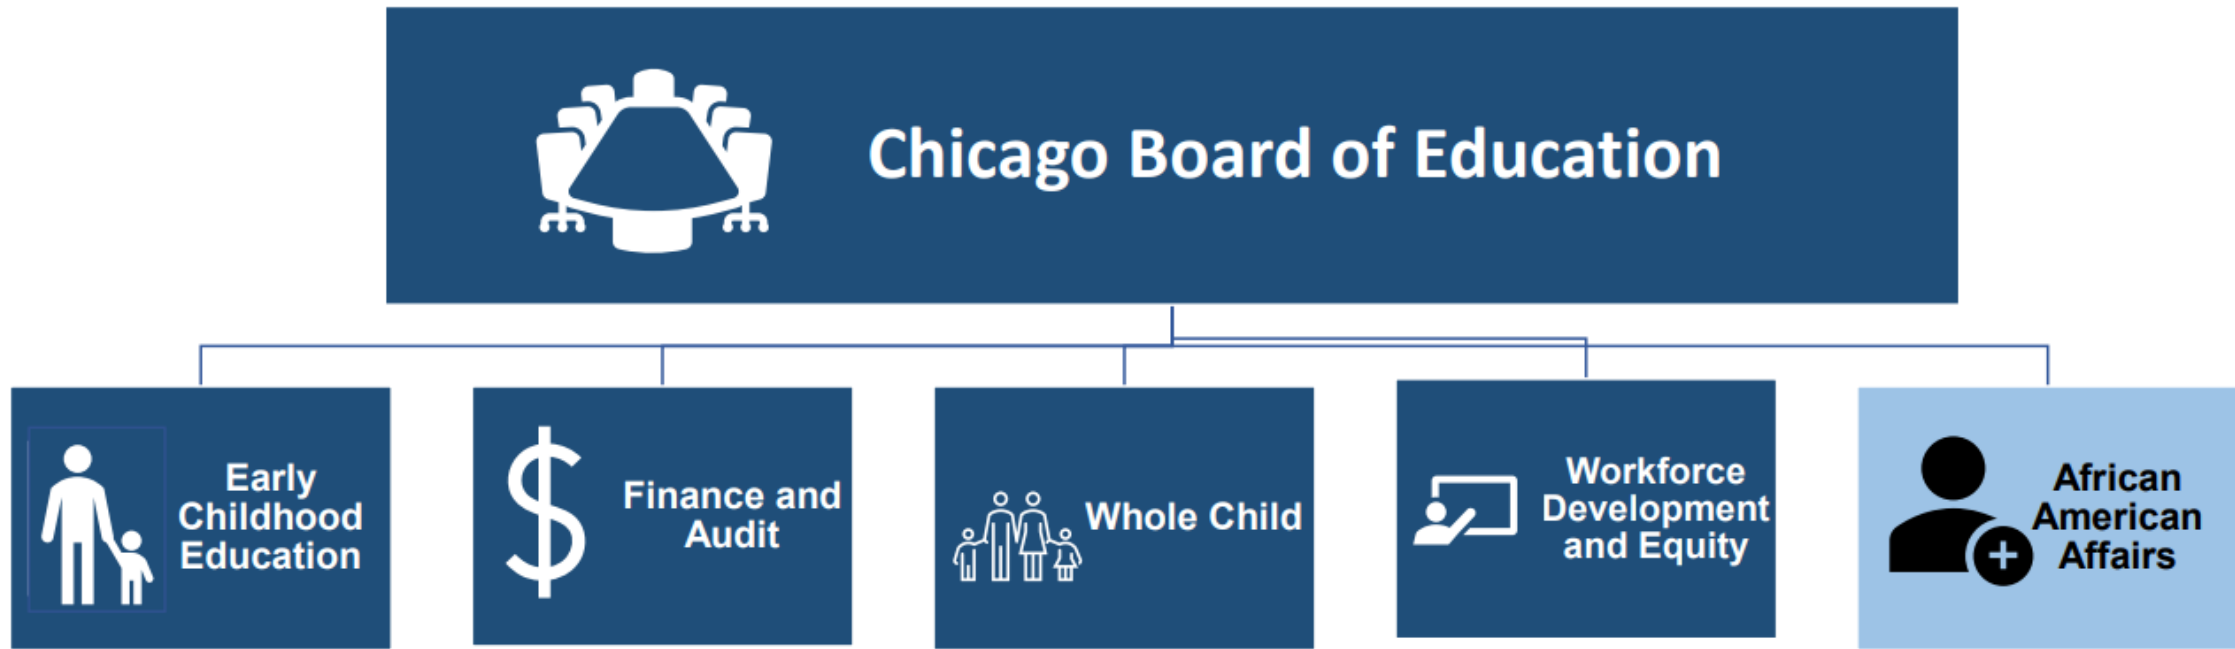 Chicago Board of Education
Early
Childhood
Education
Finance and
Audit
Whole Child
Workforce
Development
and Equity
African
American
Affairs